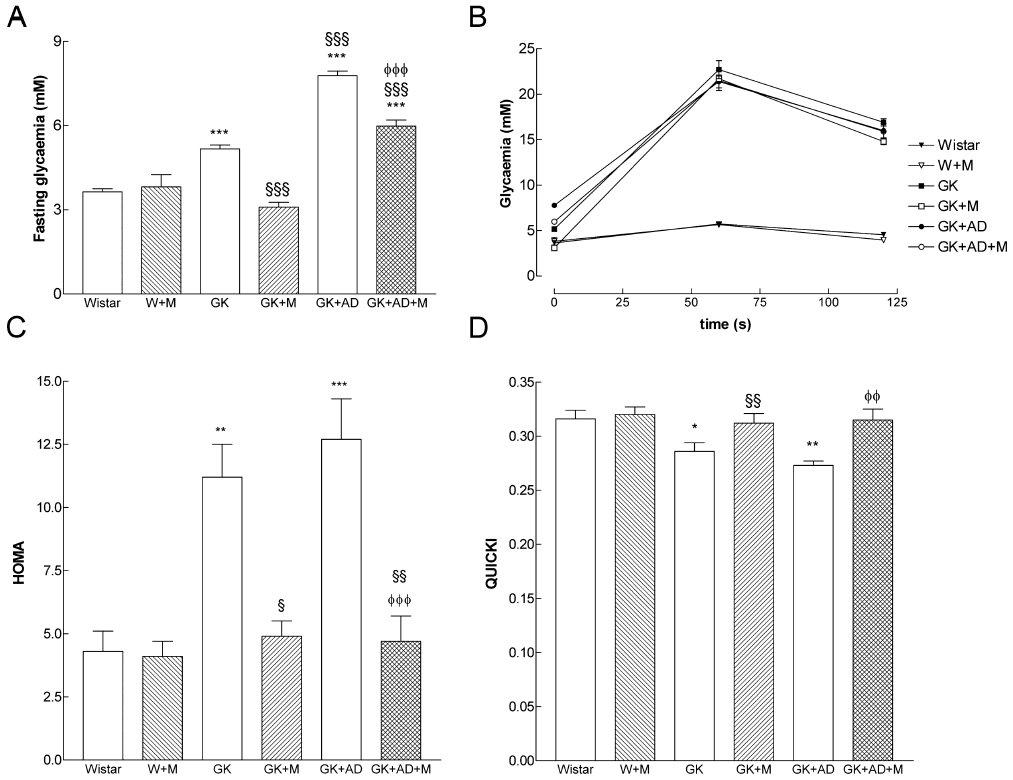 A
Fasting glycaemia (mM)
9
6
3
0
§§§
***
ϕϕϕ
§§§
***
***
§§§
Wistar W+M GK GK+M GK+AD GK+AD+M
B
Glycaemia (mM)
25
20
15
10
5
0
0 25 50 75 100 125
time (s)
Wistar
W+M
GK
GK+M
GK+AD
GK+AD+M
C
HOMA
15.0
12.5
10.0
7.5
5.0
2.5
0.0
***
**
§§
ϕϕϕ
§
Wistar W+M GK GK+M GK+AD GK+AD+M
D
QUICKI
0.35
0.30
0.25
0.20
0.15
0.10
0.05
0.00
ϕϕ
§§
*
**
Wistar W+M GK GK+M GK+AD GK+AD+M